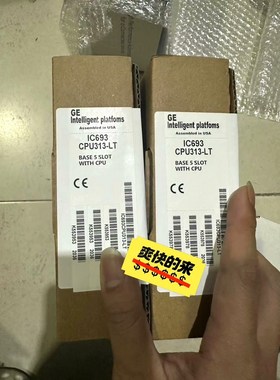 GE
Intelligent platfoms
Assembled in USA
IC693
CPU313-LT
BASE 5 SLOT
WITH CPU
CE
GE
Intelligent platfoms
Assembled in USA
IC693
CPU313-LT
BASE 5 SLOT
WITH CPU
CE
爽快的来
$$$$$$